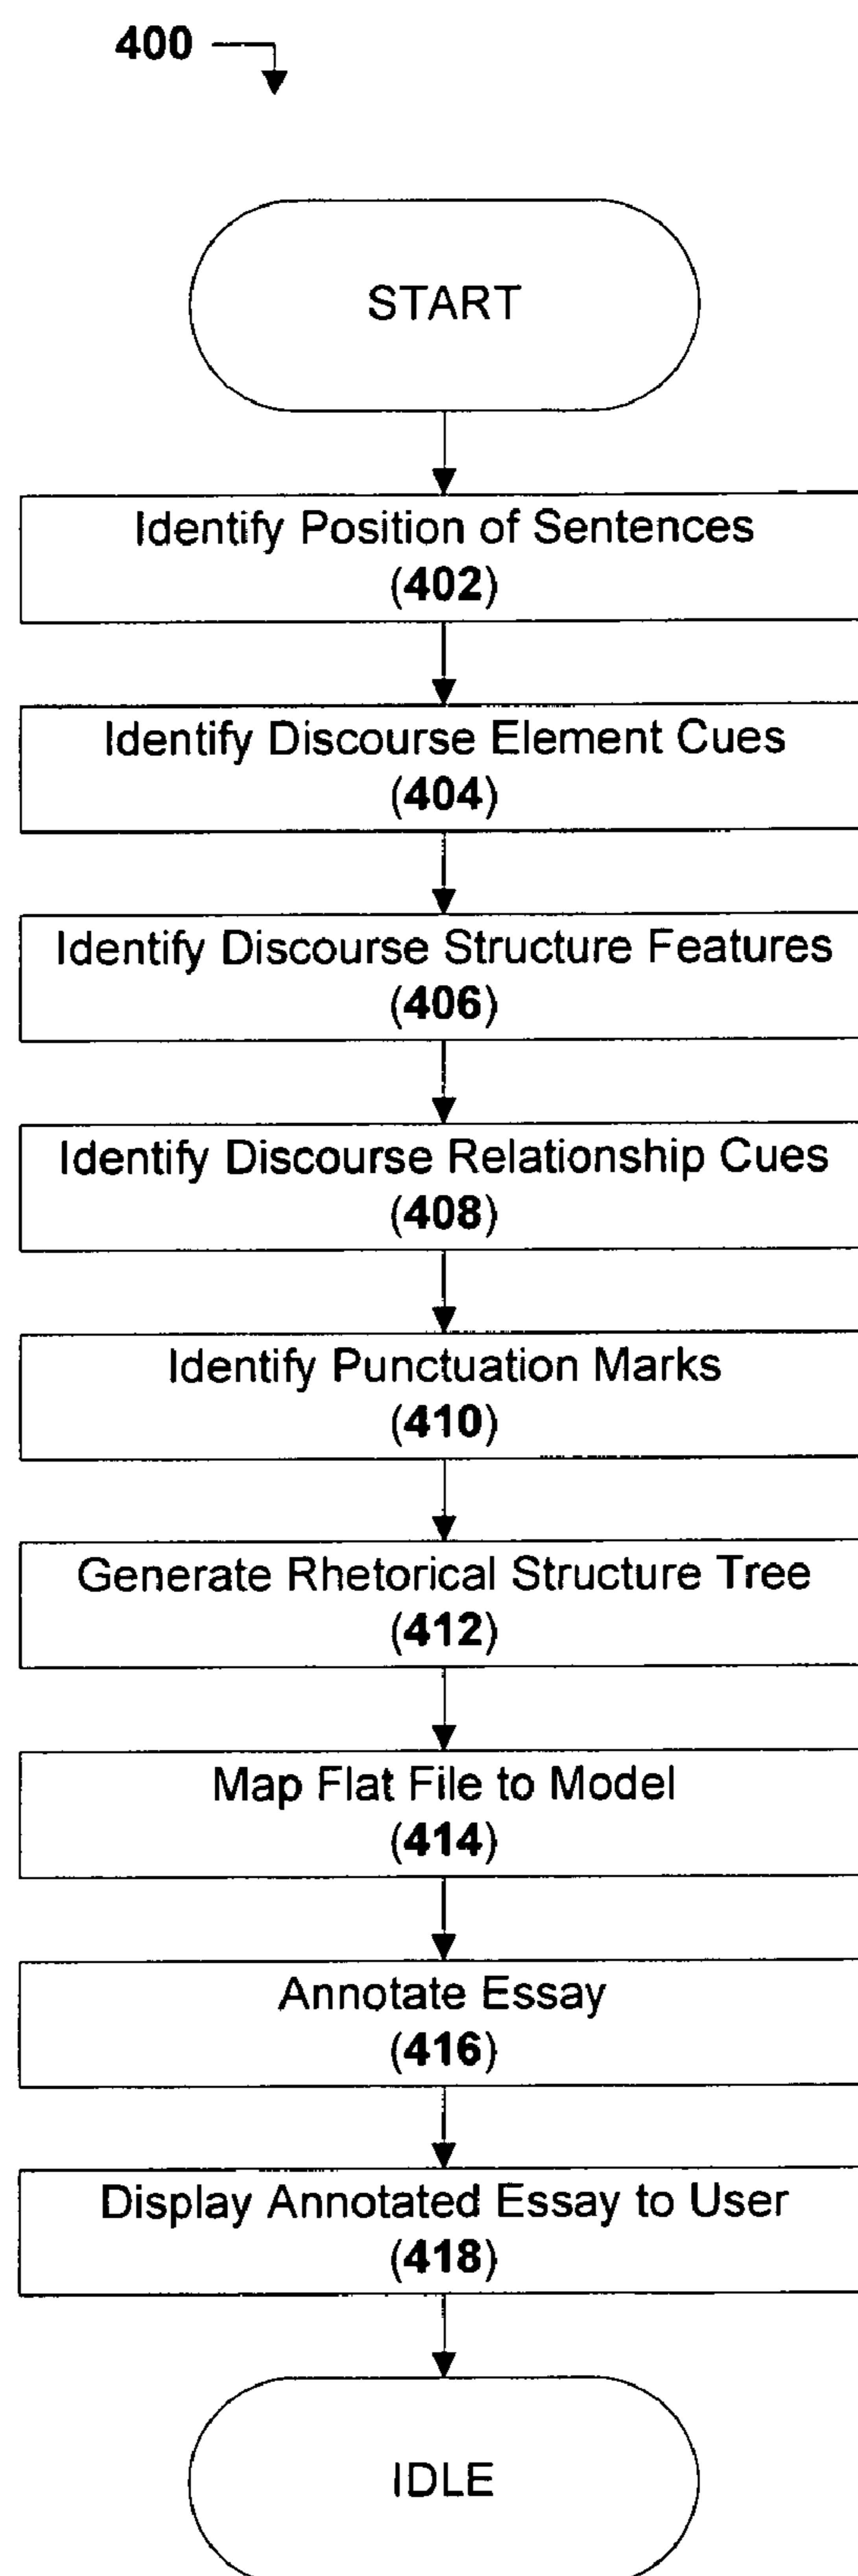 400
START
Identify Position of Sentences
(402)
Identify Discourse Element Cues
(404)
Identify Discourse Structure Features
(406)
Identify Discourse Relationship Cues
(408)
Identify Punctuation Marks
(410)
Generate Rhetorical Structure Tree
(412)
Map Flat File to Model
(414)
Annotate Essay
(416)
Display Annotated Essay to User
(418)
IDLE